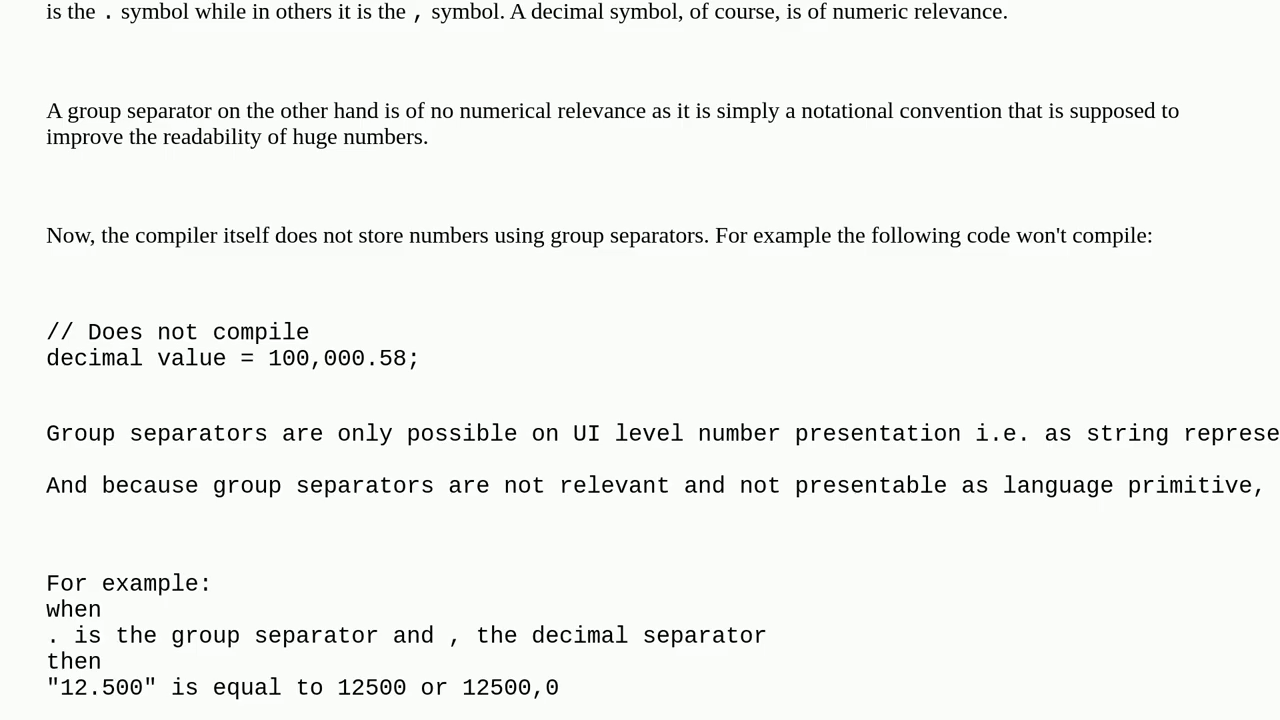 is the . symbol while in others it is the , symbol. A decimal symbol, of course, is of numeric relevance.
A group separator on the other hand is of no numerical relevance as it is simply a notational convention that is supposed to
improve the readability of huge numbers.
Now, the compiler itself does not store numbers using group separators. For example the following code won't compile:
// Does not compile
decimal value = 100,000.58;
Group separators are only possible on UI level number presentation i.e. as string represe
And because group separators are not relevant and not presentable as language primitive,
For example:
when
. is the group separator and , the decimal separator
then
"12.500" is equal to 12500 or 12500,0